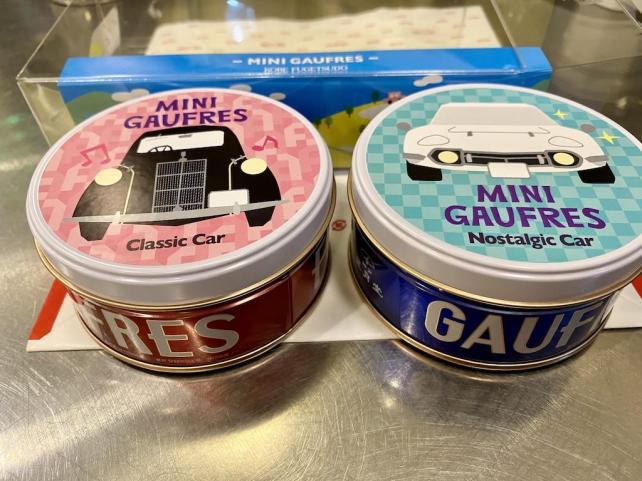 – MINI GAUFRES –
KOBE FUGETSUDO
MINI
GAUFRES
Classic Car
FRES
MINI
GAUFRES
Nostalgic Car
GAUF